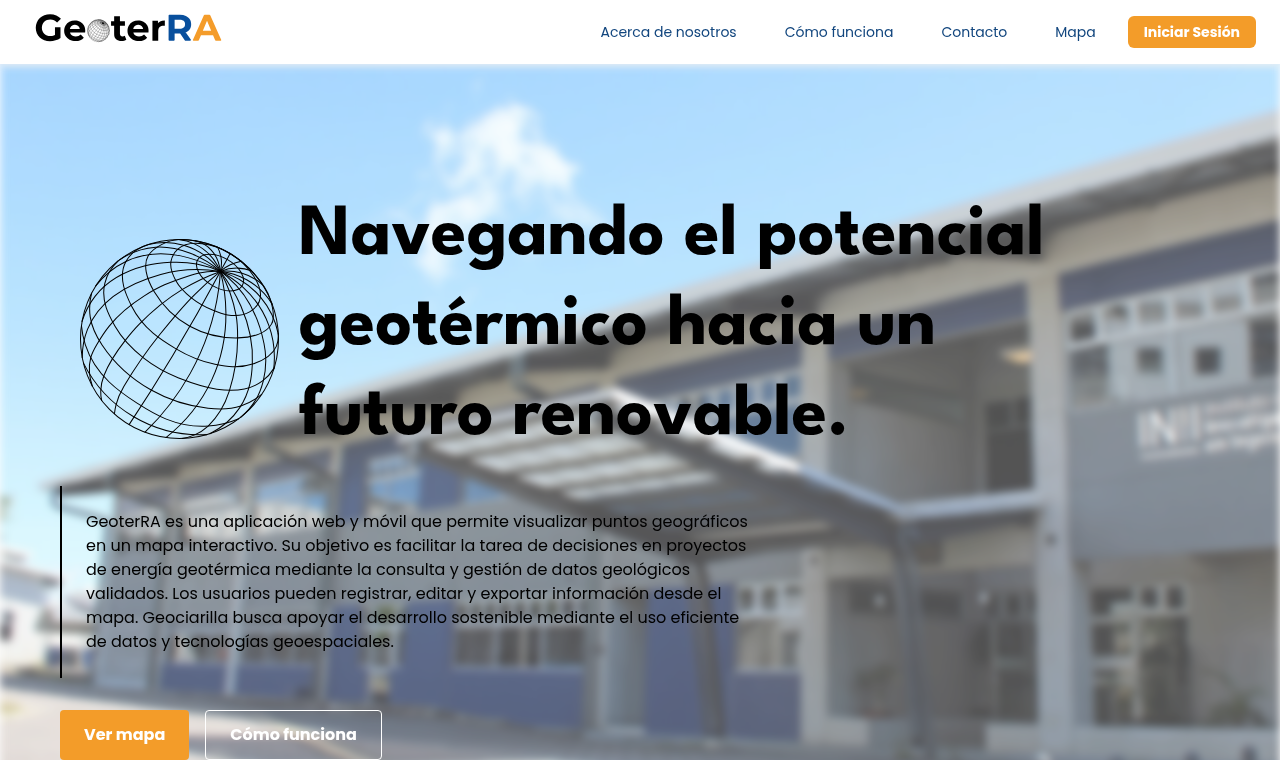 GeoterRA
Acerca de nosotros
Cómo funciona
Contacto
Mapa
Iniciar Sesión
Navegando el potencial
geotérmico hacia un
futuro renovable.
INII
GeoterRA es una aplicación web y móvil que permite visualizar puntos geográficos
en un mapa interactivo. Su objetivo es facilitar la tarea de decisiones en proyectos
de energía geotérmica mediante la consulta y gestión de datos geológicos
validados. Los usuarios pueden registrar, editar y exportar información desde el
mapa. Geociarilla busca apoyar el desarrollo sostenible mediante el uso eficiente
de datos y tecnologías geoespaciales.
Ver mapa
Cómo funciona